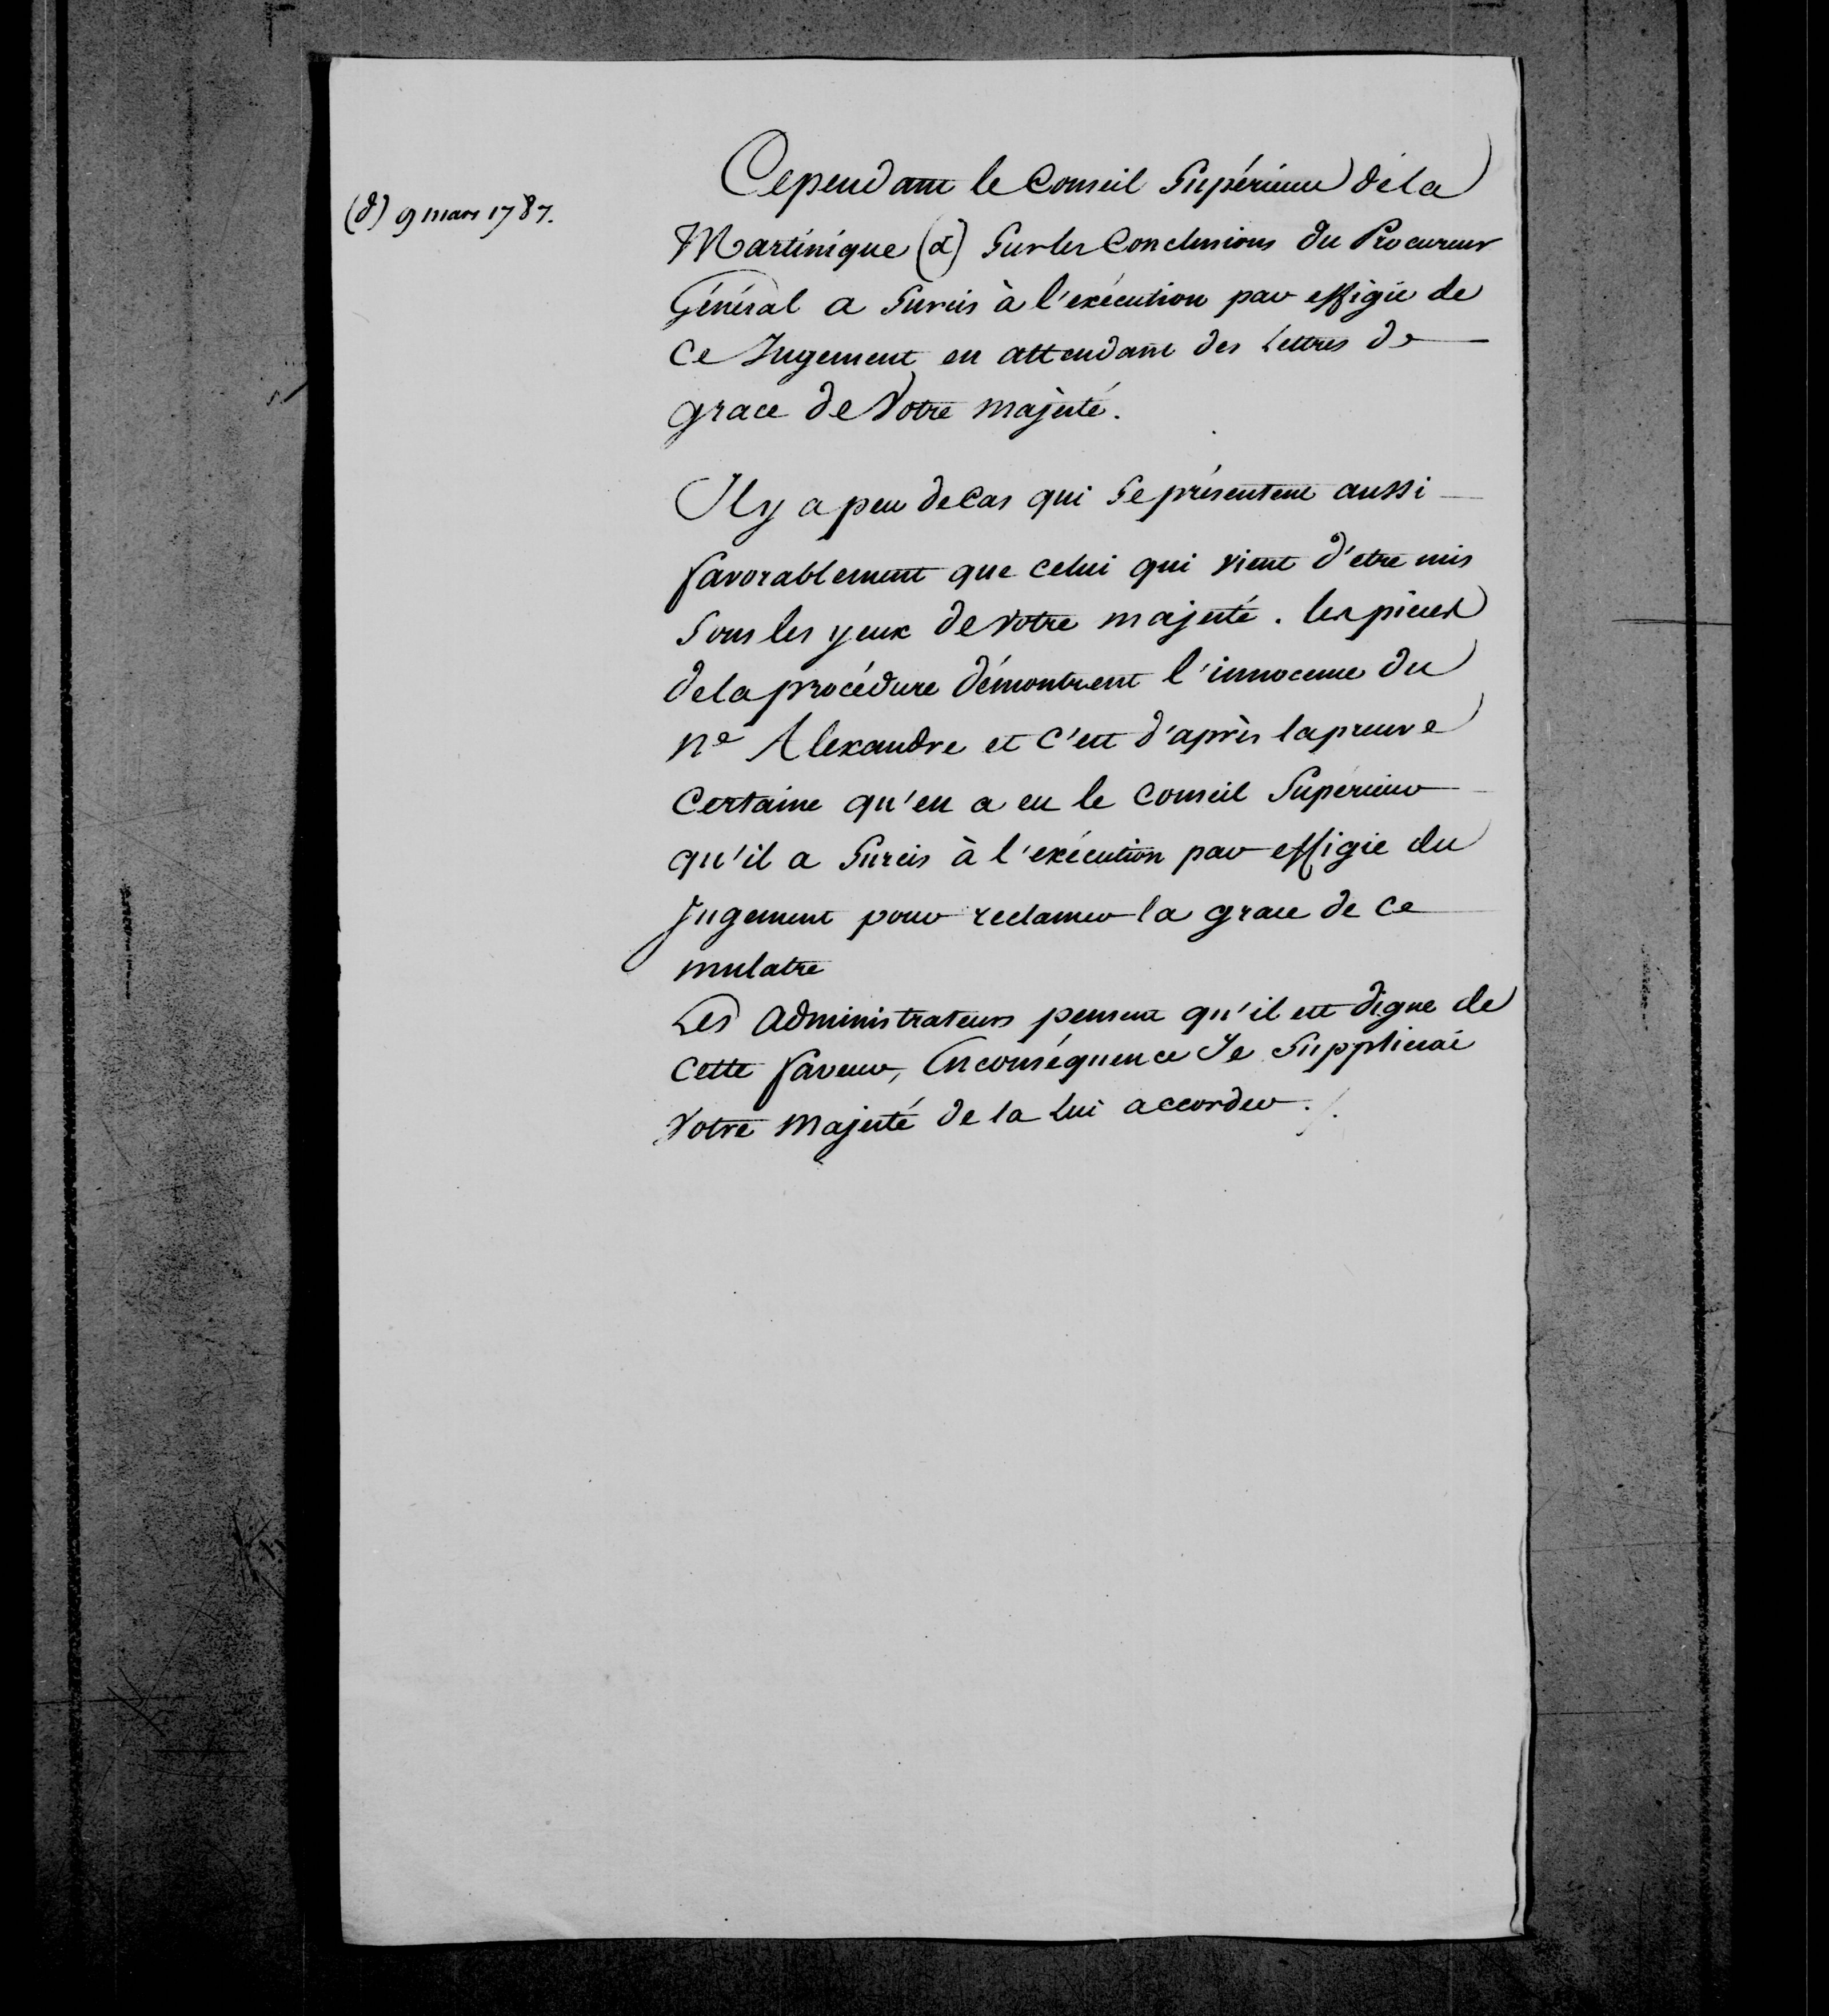 (d) 9 mars 1787.
Cependant le Conseil Supérieur de la
Martinique (d) Sur les Conclusions du Procureur
Général a Surcis à l'exécution par effigie de
Ce Jugement en attendant des Lettres de
grace de Votre majesté.
Il y a peu de Cas qui Se présentent aussi
favorablement que celui qui vient d'etre mis
Sous les yeux de Votre majesté. les pieces
de la procédure démontrent l'innocence du
né Alexandre et c'est d'après la preuve
Certaine qu'en a eu le Conseil Supérieur
qu'il a Surcis à l'exécution par effigie du
Jugement pour reclamer la grace de ce
mulatre
Les Administrateurs pensent qu'il est digne de
Cette faveur, En conséquence Je Supplierai
Votre Majesté de la Lui accorder ./.